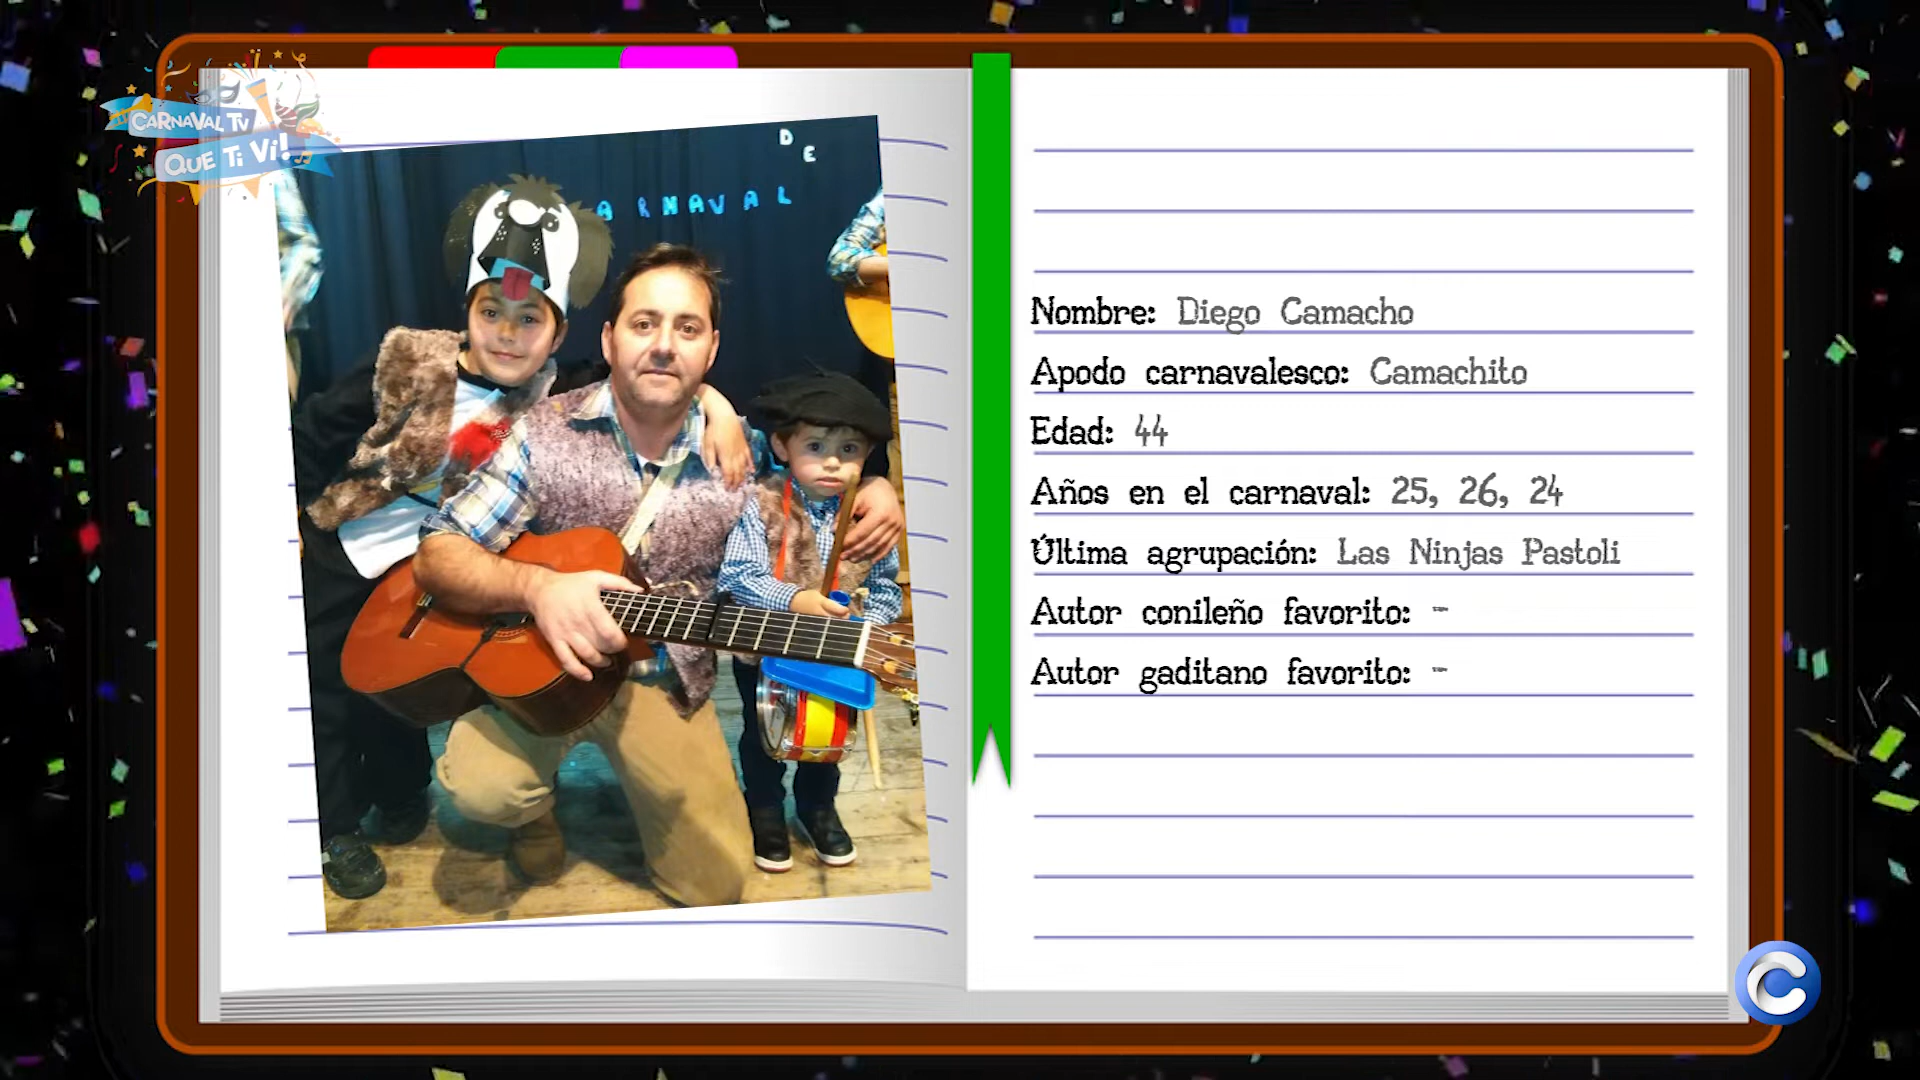 CARNAVAL TV
QUE TI VI!
D
E
ARNAVAL
Nombre: Diego Camacho
Apodo carnavalesco: Camachito
Edad: 44
Años en el carnaval: 25, 26, 24
Última agrupación: Las Ninjas Pastoli
Autor conileño favorito: -
Autor gaditano favorito: -
C